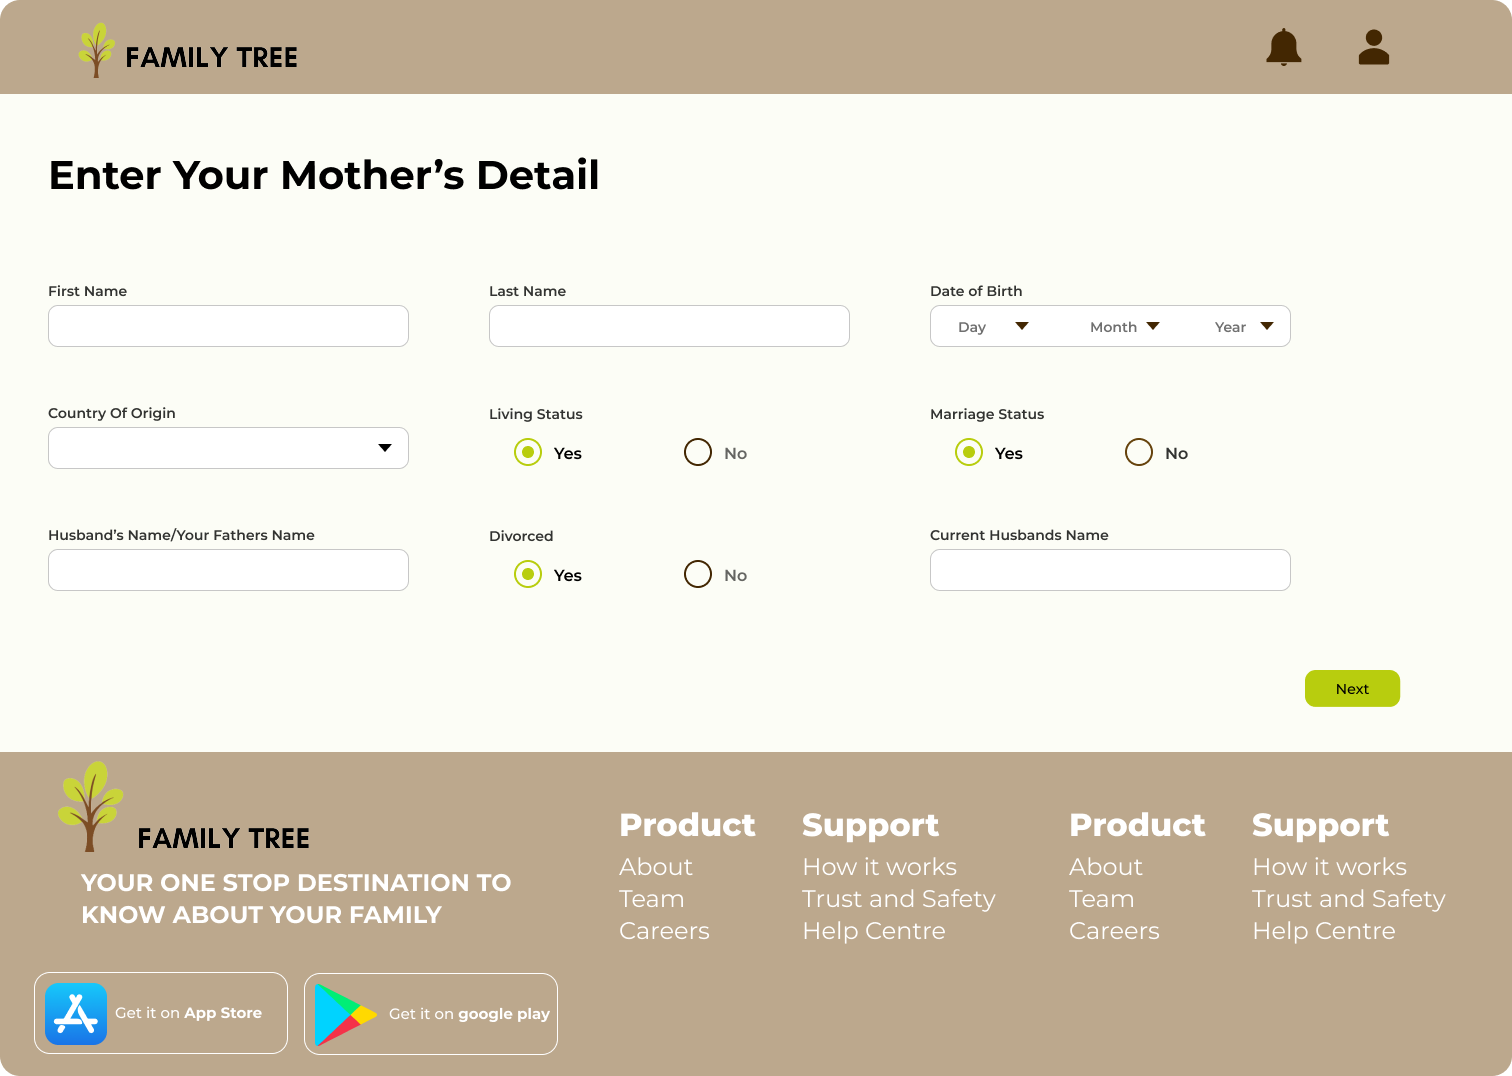 FAMILY TREE
Enter Your Mother’s Detail
First Name
Last Name
Date of Birth
Day
Month
Year
Country Of Origin
Living Status
Yes
No
Marriage Status
Yes
No
Husband’s Name/Your Fathers Name
Divorced
Yes
No
Current Husbands Name
Next
FAMILY TREE
YOUR ONE STOP DESTINATION TO
KNOW ABOUT YOUR FAMILY
Get it on App Store
Get it on google play
Product
About
Team
Careers
Support
How it works
Trust and Safety
Help Centre
Product
About
Team
Careers
Support
How it works
Trust and Safety
Help Centre